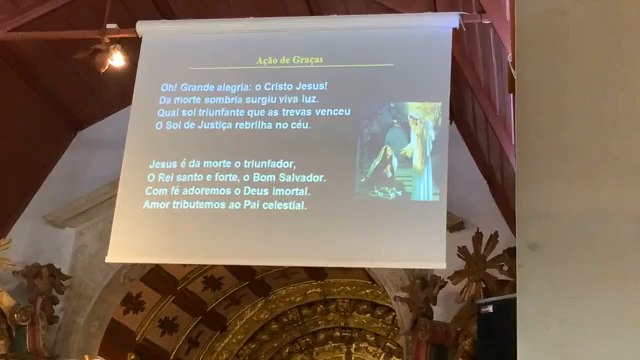 Ação de Graças
Oh! Grande alegria: o Cristo Jesus!
Da morte sombria surgiu viva luz.
Qual sol triunfante que as trevas venceu
O Sol de Justiça rebrilha no céu.
Jesus é da morte o triunfador,
O Rei santo e forte, o Bom Salvador.
Com fé adoremos o Deus imortal.
Amor tributemos ao Pai celestial.